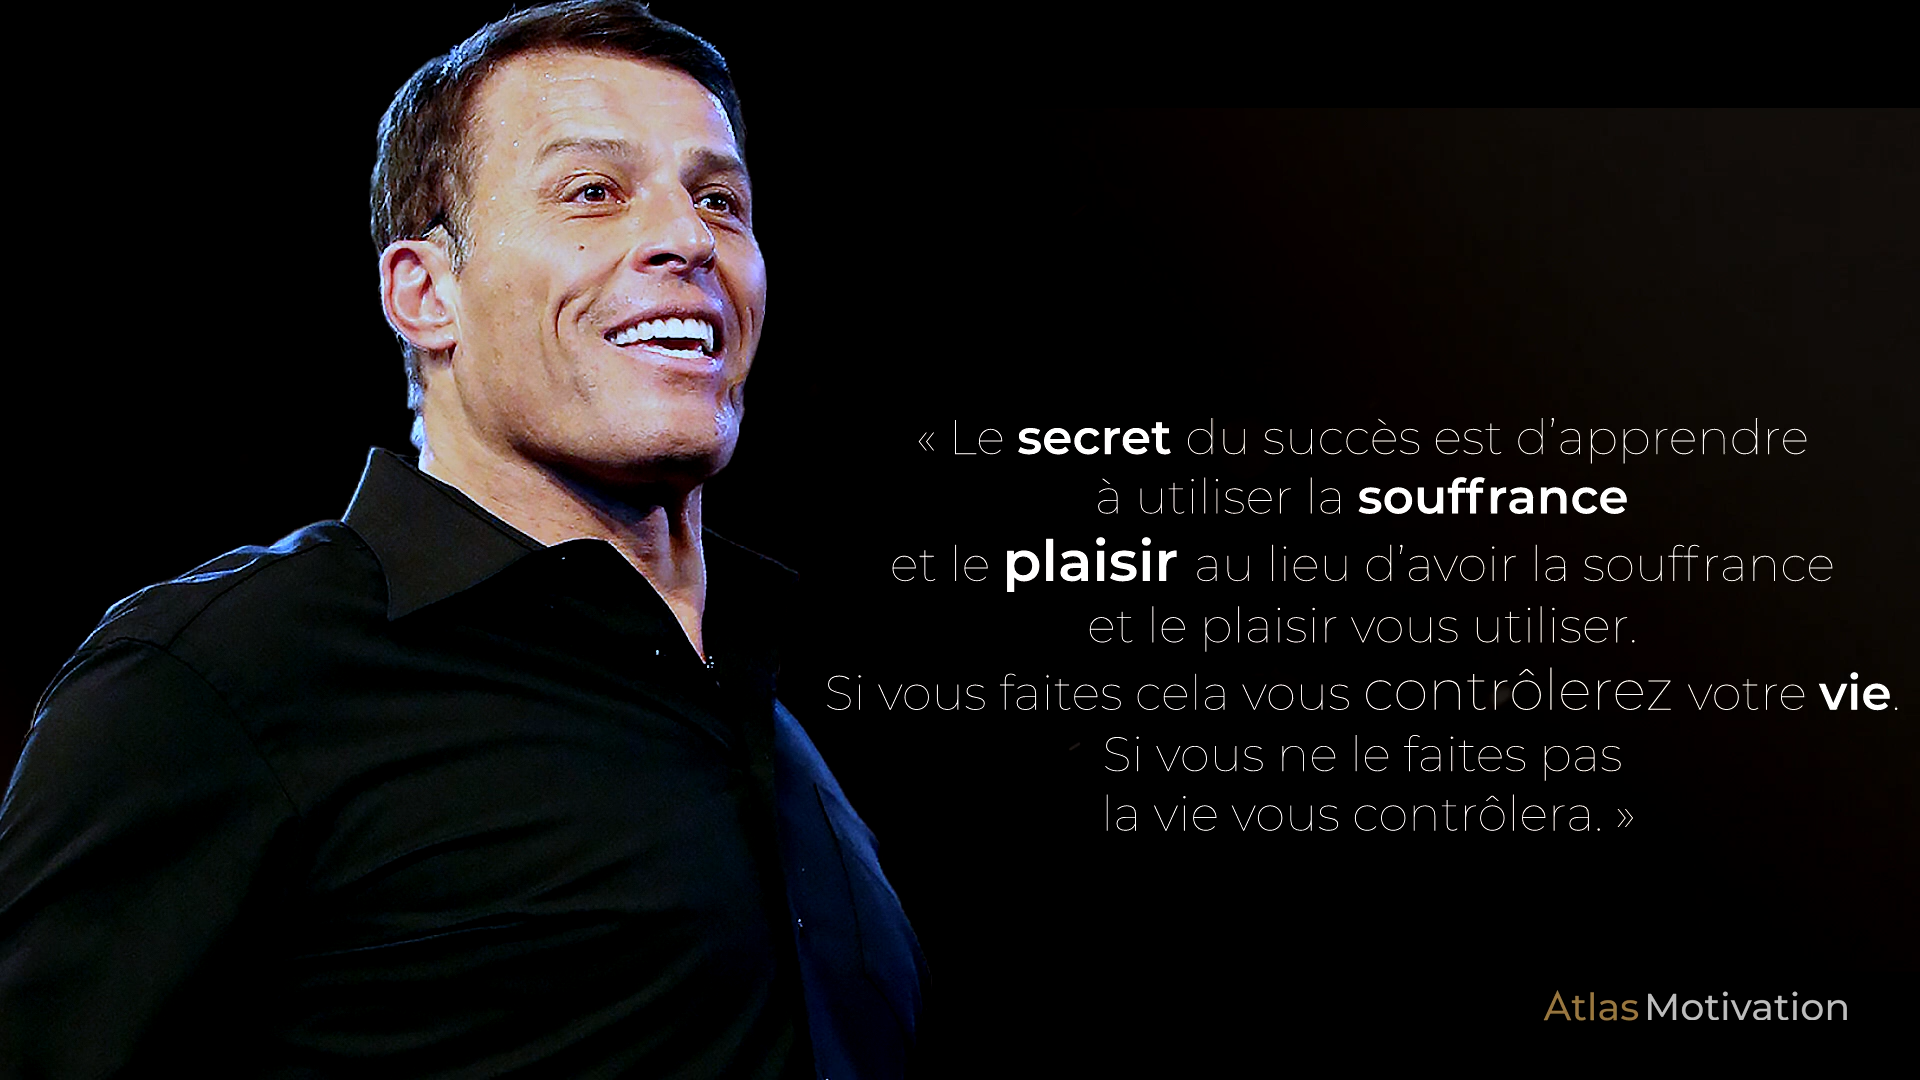 « Le secret du succès est d’apprendre
à utiliser la souffrance
et le plaisir au lieu d’avoir la souffrance
et le plaisir vous utiliser.
Si vous faites cela vous contrôlerez votre vie.
Si vous ne le faites pas
la vie vous contrôlera. »
Atlas Motivation